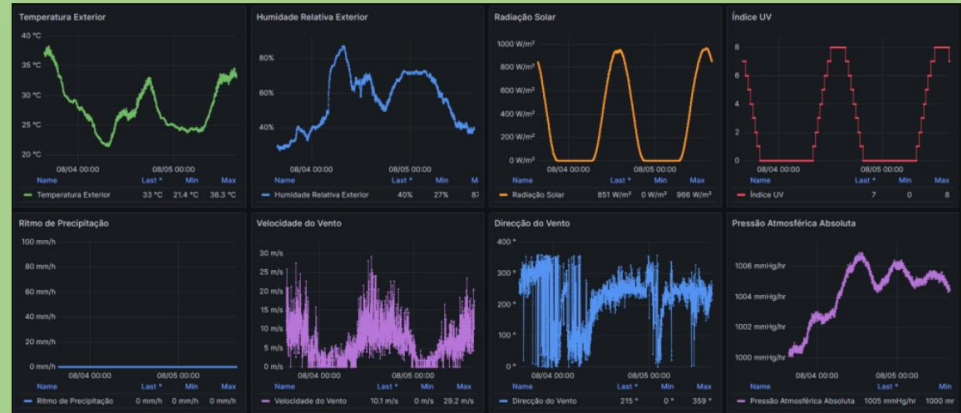 Temperatura Exterior
40 °C
35 °C
30 °C
25 °C
20 °C
08/04 00:00 08/05 00:00
Name Last * Min Max
Temperatura Exterior 33 °C 21.4 °C 38.3 °C
Humidade Relativa Exterior
80%
60%
40%
08/04 00:00 08/05 00:00
Name Last * Min M
Humidade Relativa Exterior 40% 27% 87
Radiação Solar
1000 W/m²
800 W/m²
600 W/m²
400 W/m²
200 W/m²
0 W/m²
08/04 00:00 08/05 00:00
Name Last * Min Max
Radiação Solar 851 W/m² 0 W/m² 966 W/m²
Índice UV
8
6
4
2
0
08/04 00:00 08/05 00:00
Name Last * Min Max
Índice UV 7 0 8
Ritmo de Precipitação
100 mm/h
80 mm/h
60 mm/h
40 mm/h
20 mm/h
0 mm/h
08/04 00:00 08/05 00:00
Name Last * Min Max
Ritmo de Precipitação 0 mm/h 0 mm/h 0 mm/h
Velocidade do Vento
30 m/s
25 m/s
20 m/s
15 m/s
10 m/s
5 m/s
0 m/s
08/04 00:00 08/05 00:00
Name Last * Min Max
Velocidade do Vento 10.1 m/s 0 m/s 29.2 m/s
Direcção do Vento
400 °
300 °
200 °
100 °
0 °
08/04 00:00 08/05 00:00
Name Last * Min Max
Direcção do Vento 215 ° 0 ° 359 °
Pressão Atmosférica Absoluta
1006 mmHg/hr
1004 mmHg/hr
1002 mmHg/hr
1000 mmHg/hr
08/04 00:00 08/05 00:00
Name Last * Min
Pressão Atmosférica Absoluta 1005 mmHg/hr 1000 mr